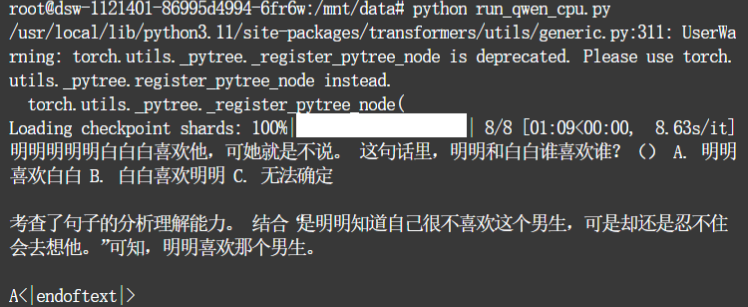 root@dsw-1121401-86995d4994-6fr6w:/mnt/data# python run_qwen_cpu.py
/usr/local/lib/python3.11/site-packages/transformers/utils/generic.py:311: UserWa
rning: torch.utils._pytree._register_pytree_node is deprecated. Please use torch.
utils._pytree.register_pytree_node instead.
  torch.utils._pytree._register_pytree_node(
Loading checkpoint shards: 100%|██████████| 8/8 [01:09<00:00,  8.63s/it]
明明明明明白白白喜欢他，可她就是不说。 这句话里，明明和白白谁喜欢谁？（） A. 明明
喜欢白白 B. 白白喜欢明明 C. 无法确定
考查了句子的分析理解能力。 结合“是明明知道自己很不喜欢这个男生，可是却还是忍不住
会去想他。”可知，明明喜欢那个男生。
A<|endoftext|>